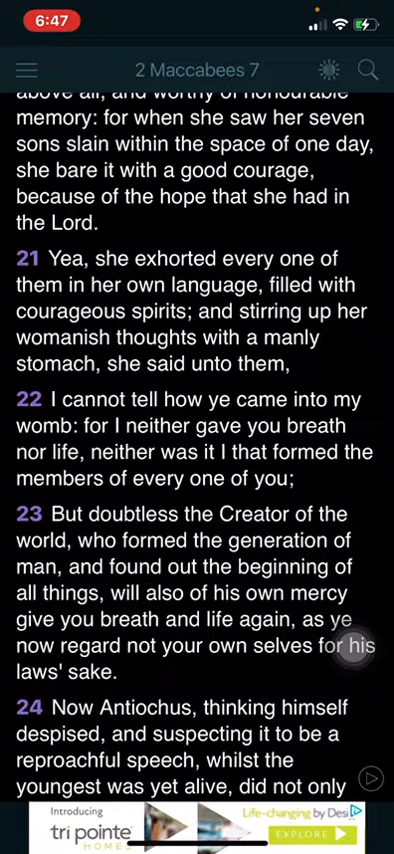 6:47
2 Maccabees 7
above all, and worthy of honourable
memory: for when she saw her seven
sons slain within the space of one day,
she bare it with a good courage,
because of the hope that she had in
the Lord.
21 Yea, she exhorted every one of
them in her own language, filled with
courageous spirits; and stirring up her
womanish thoughts with a manly
stomach, she said unto them,
22 I cannot tell how ye came into my
womb: for I neither gave you breath
nor life, neither was it I that formed the
members of every one of you;
23 But doubtless the Creator of the
world, who formed the generation of
man, and found out the beginning of
all things, will also of his own mercy
give you breath and life again, as ye
now regard not your own selves for his
laws' sake.
24 Now Antiochus, thinking himself
despised, and suspecting it to be a
reproachful speech, whilst the
youngest was yet alive, did not only
Introducing
tri pointe
HOMES
Life-changing by Desi
EXPLORE